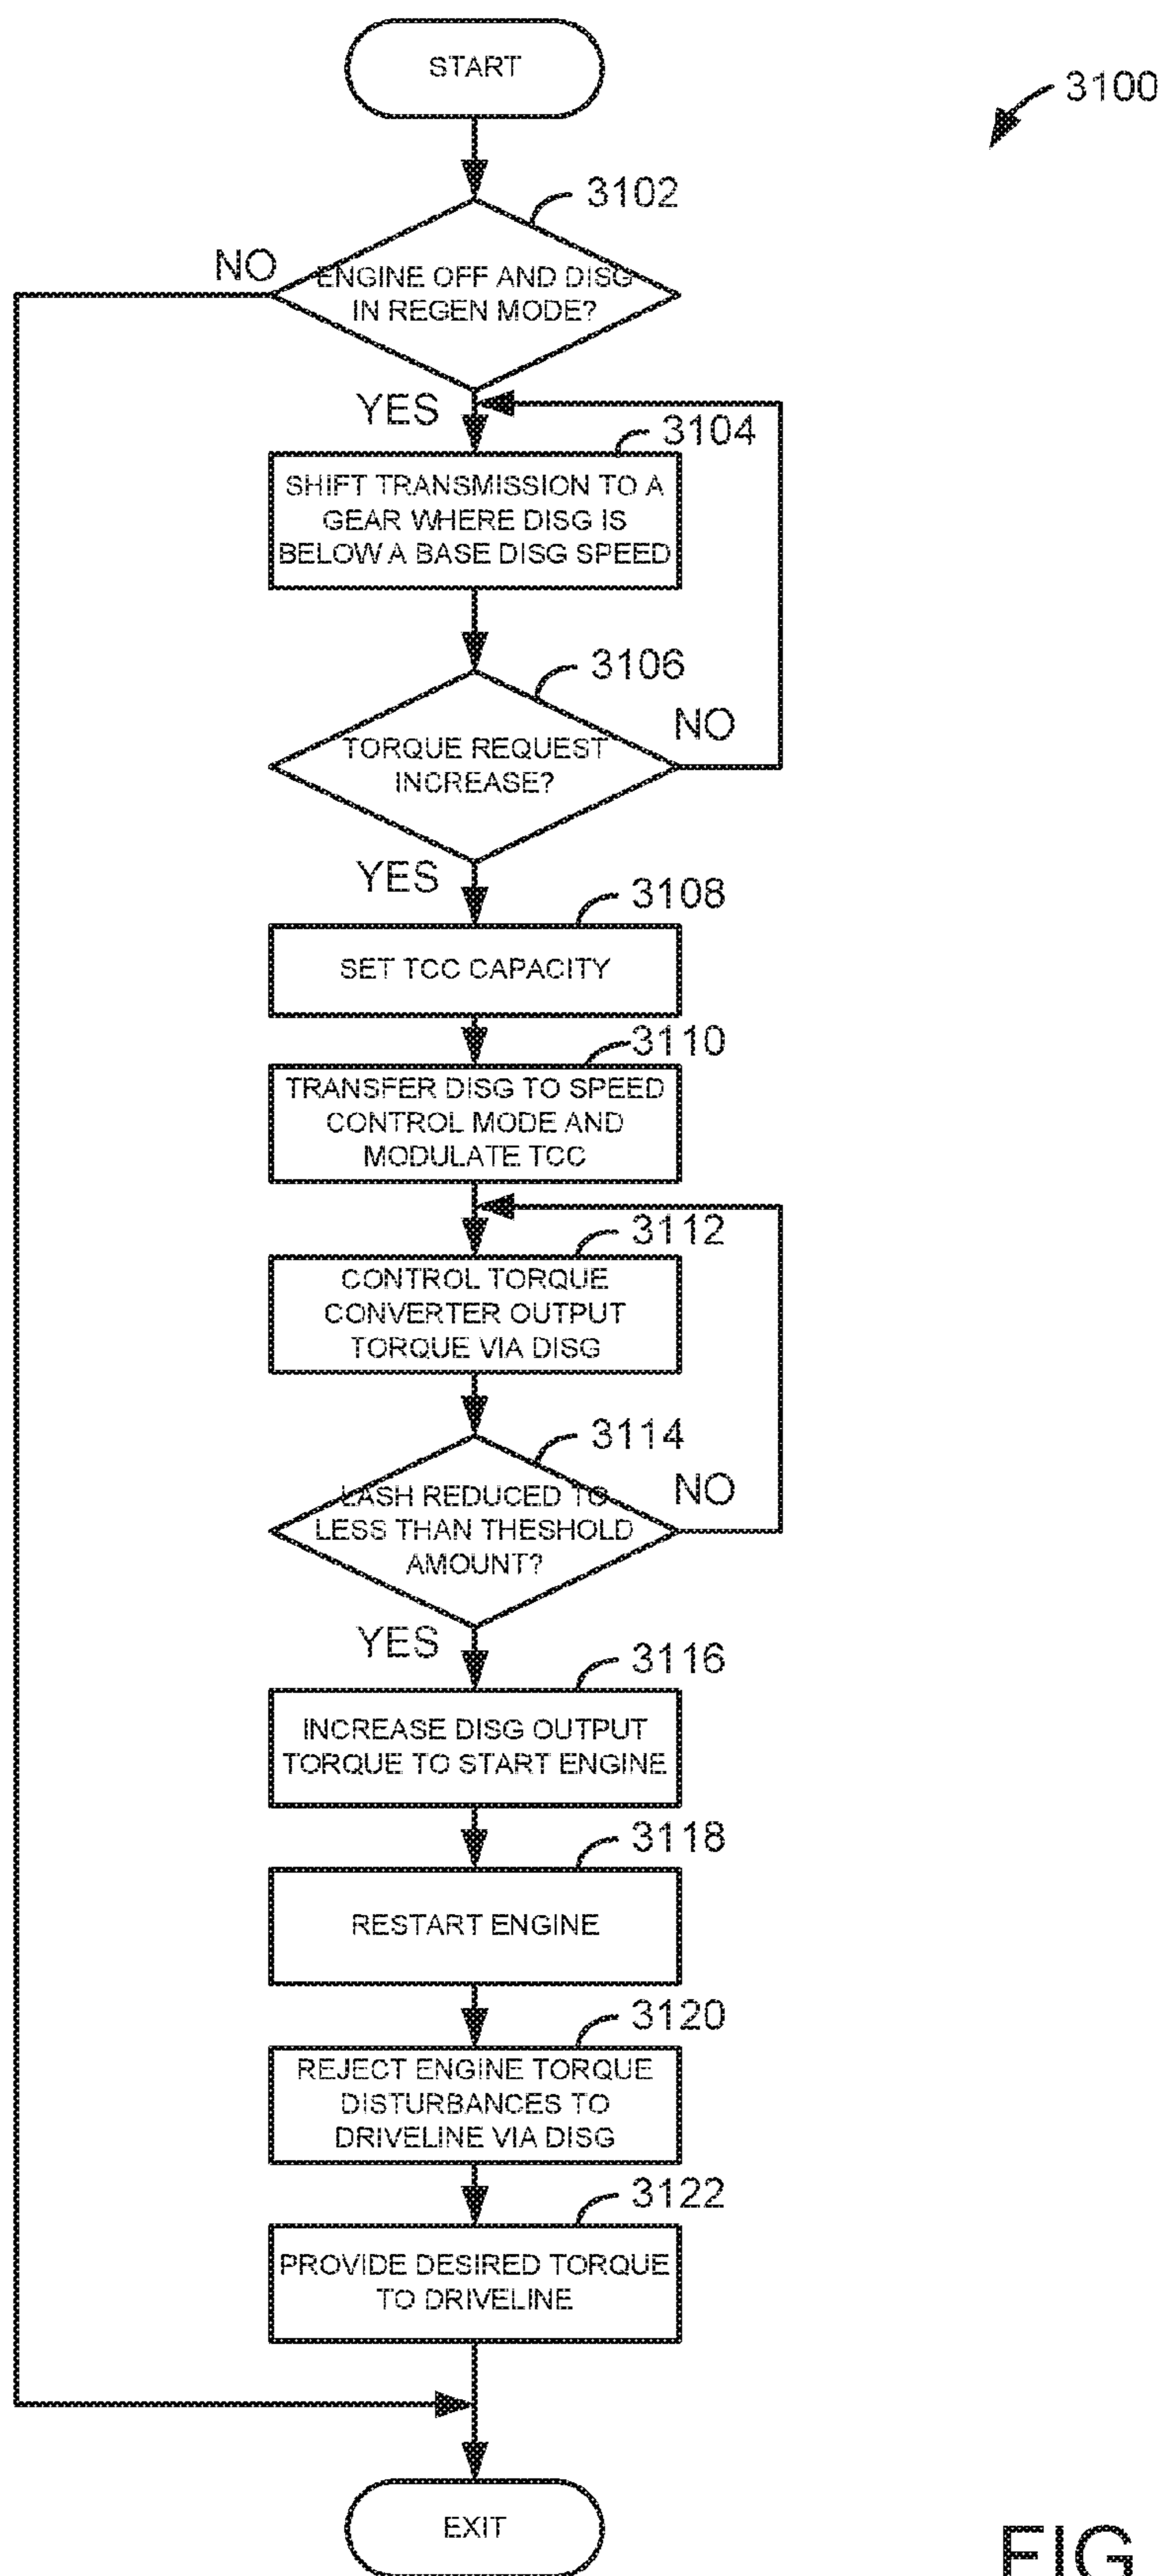 START
3100
3102
NO
ENGINE OFF AND DISG
IN REGEN MODE?
YES
3104
SHIFT TRANSMISSION TO A
GEAR WHERE DISG IS
BELOW A BASE DISG SPEED
3106
NO
TORQUE REQUEST
INCREASE?
YES
3108
SET TCC CAPACITY
3110
TRANSFER DISG TO SPEED
CONTROL MODE AND
MODULATE TCC
3112
CONTROL TORQUE
CONVERTER OUTPUT
TORQUE VIA DISG
3114
NO
LASH REDUCED TO
LESS THAN THESHOLD
AMOUNT?
YES
3116
INCREASE DISG OUTPUT
TORQUE TO START ENGINE
3118
RESTART ENGINE
3120
REJECT ENGINE TORQUE
DISTURBANCES TO
DRIVELINE VIA DISG
3122
PROVIDE DESIRED TORQUE
TO DRIVELINE
EXIT
FIG